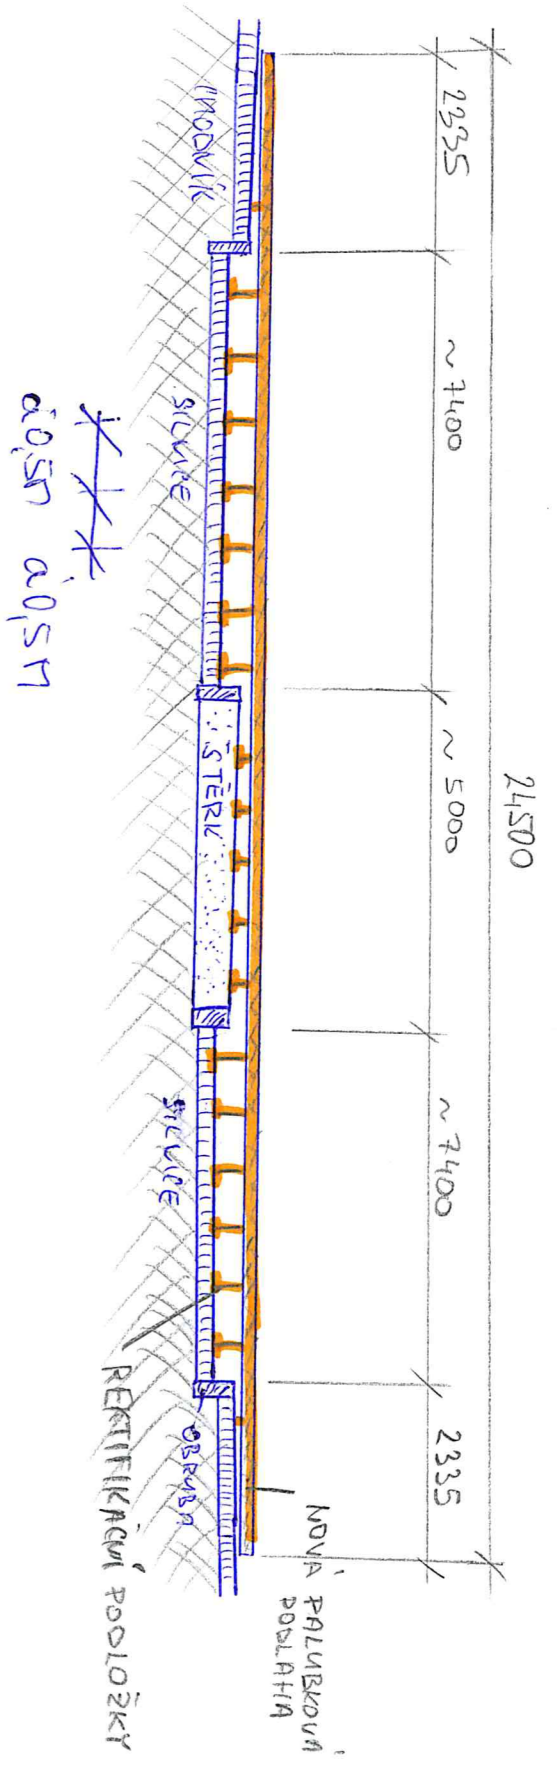 24500
2335
~ 7400
~ 5000
~ 7400
2335
NOVÁ PALUBKOVÁ
PODLAHA
CHODNÍK
SILNICE
ŠTĚRK
SILNICE
OBRUBA
REKTIFIKAČNÍ PODLOŽKY
á 0,5m á 0,5m